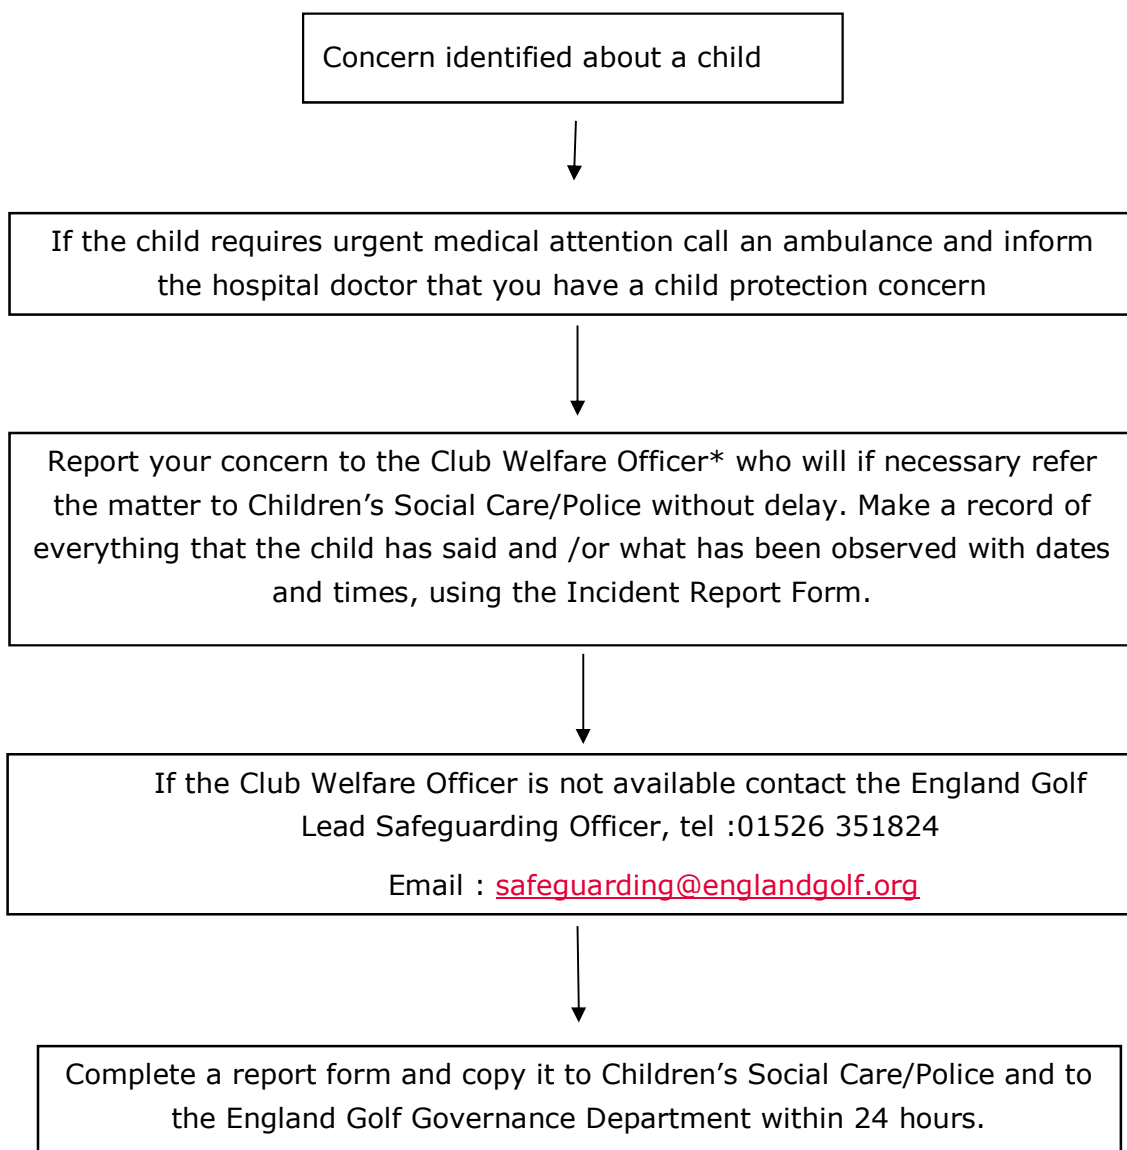 Concern identified about a child
If the child requires urgent medical attention call an ambulance and inform
the hospital doctor that you have a child protection concern
Report your concern to the Club Welfare Officer* who will if necessary refer
the matter to Children’s Social Care/Police without delay. Make a record of
everything that the child has said and /or what has been observed with dates
and times, using the Incident Report Form.
If the Club Welfare Officer is not available contact the England Golf
Lead Safeguarding Officer, tel :01526 351824
Email : safeguarding@englandgolf.org
Complete a report form and copy it to Children’s Social Care/Police and to
the England Golf Governance Department within 24 hours.